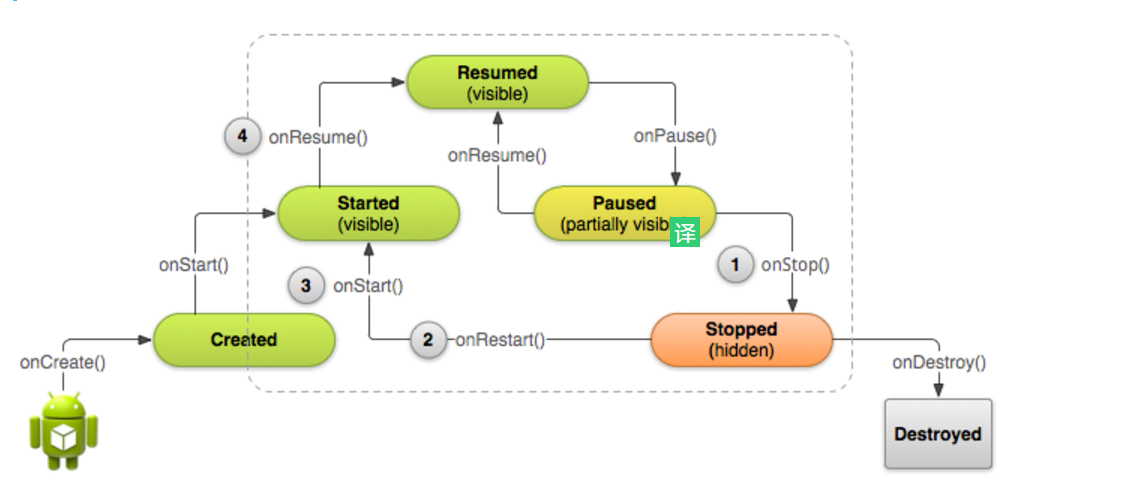 Resumed
(visible)
4
onResume()
onPause()
onResume()
Started
(visible)
Paused
(partially visib
译
onStart()
3
onStart()
1
onStop()
Created
2
onRestart()
Stopped
(hidden)
onCreate()
onDestroy()
Destroyed